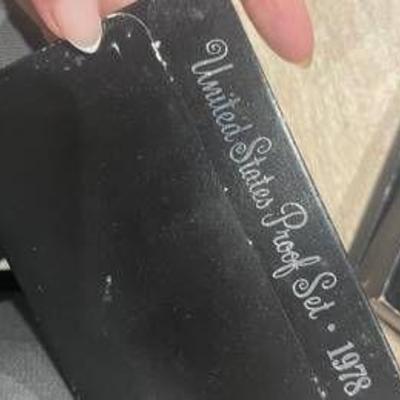 United States Proof Set • 1978